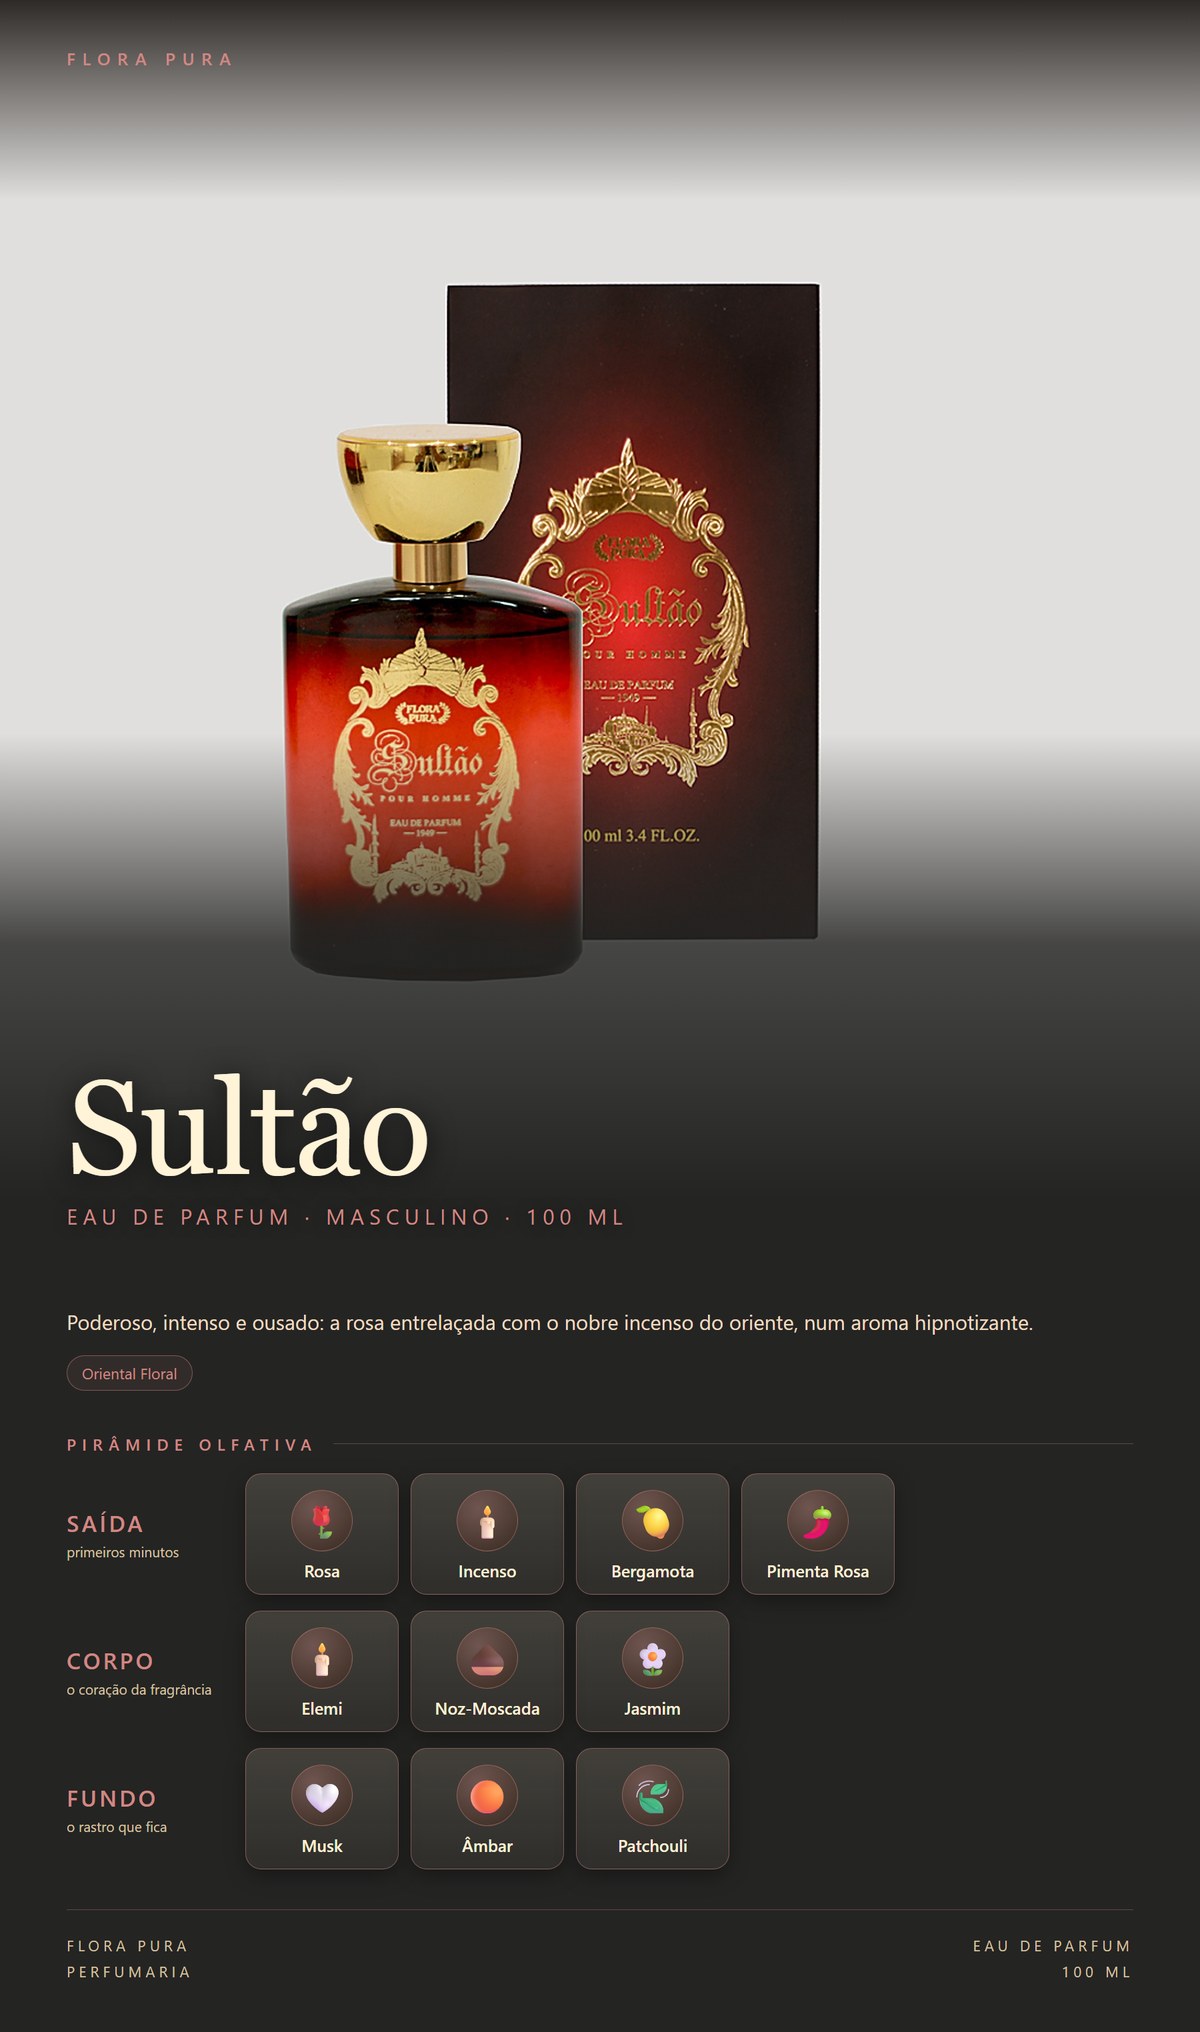 FLORA PURA
FLORA
PURA
Sultão
OUR HOMME
EAU DE PARFUM
1949
00 ml 3.4 FL.OZ.
FLORA
PURA
Sultão
POUR HOMME
EAU DE PARFUM
1949
Sultão
EAU DE PARFUM · MASCULINO · 100 ML
Poderoso, intenso e ousado: a rosa entrelaçada com o nobre incenso do oriente, num aroma hipnotizante.
Oriental Floral
PIRÂMIDE OLFATIVA
SAÍDA
primeiros minutos
Rosa
Incenso
Bergamota
Pimenta Rosa
CORPO
o coração da fragrância
Elemi
Noz-Moscada
Jasmim
FUNDO
o rastro que fica
Musk
Âmbar
Patchouli
FLORA PURA
PERFUMARIA
EAU DE PARFUM
100 ML